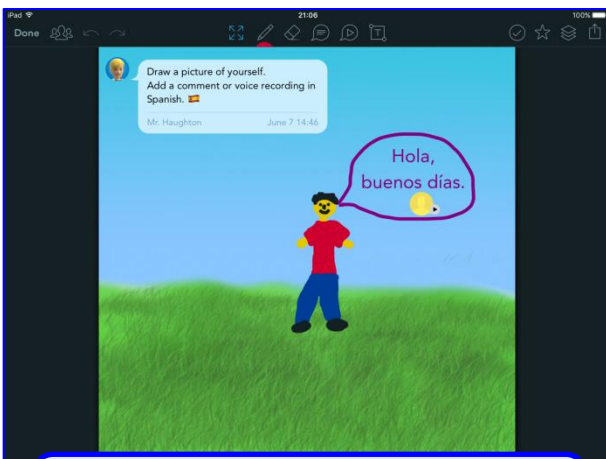 iPad 21:06 100%
Done
Draw a picture of yourself.
Add a comment or voice recording in
Spanish. 🇪🇸
Mr. Haughton June 7 14:46
Hola,
buenos días.
T